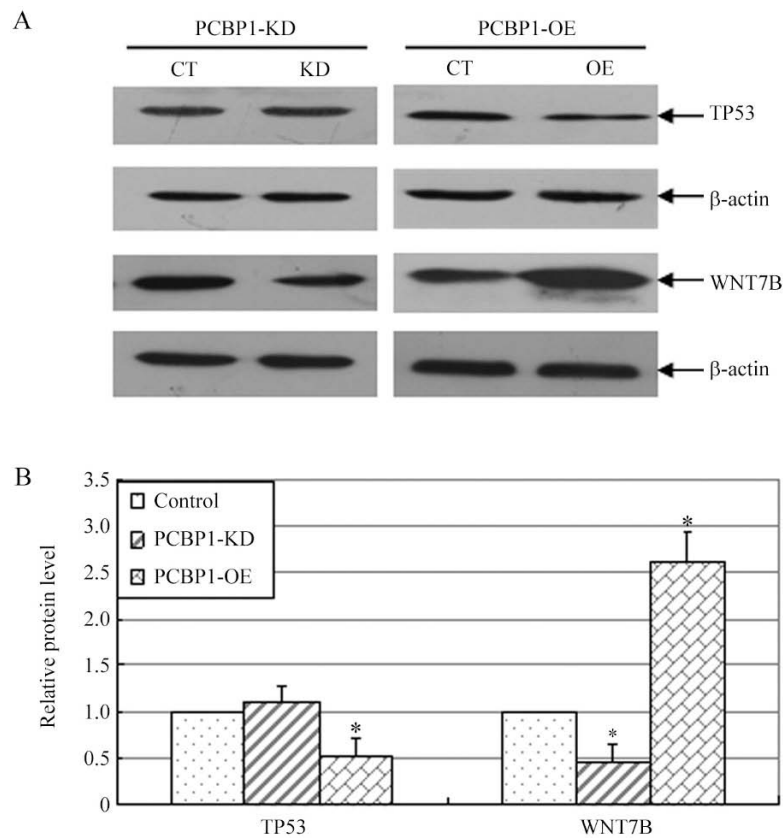 A
PCBP1-KD PCBP1-OE
CT KD CT OE
TP53
β-actin
WNT7B
β-actin
B
3.5
3.0
2.5
2.0
1.5
1.0
0.5
0
Relative protein level
Control
PCBP1-KD
PCBP1-OE
*
*
*
TP53 WNT7B